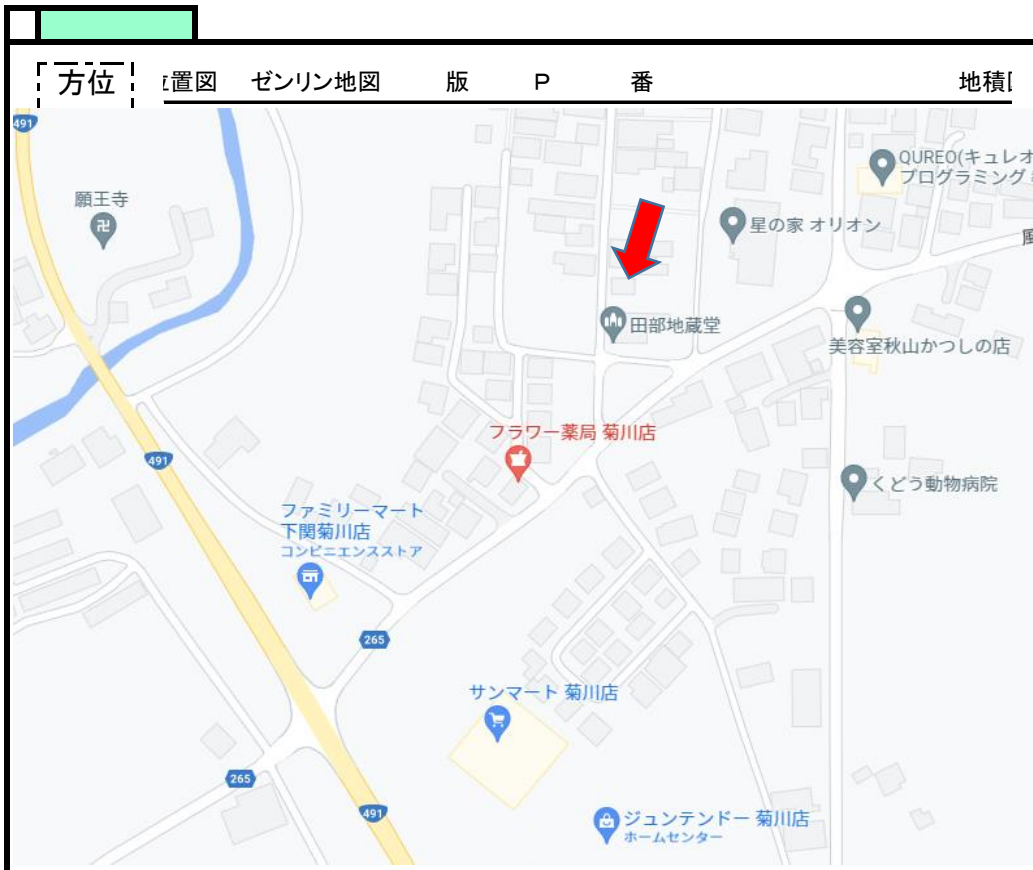 方位
位置図 ゼンリン地図 版 P 番 地積
491
願王寺
QUREO(キュレオ
プログラミング
星の家 オリオン
田部地蔵堂
美容室秋山かつしの店
フラワー薬局 菊川店
491
くどう動物病院
ファミリーマート
下関菊川店
コンビニエンスストア
265
サンマート 菊川店
265
491
ジュンテンドー 菊川店
ホームセンター